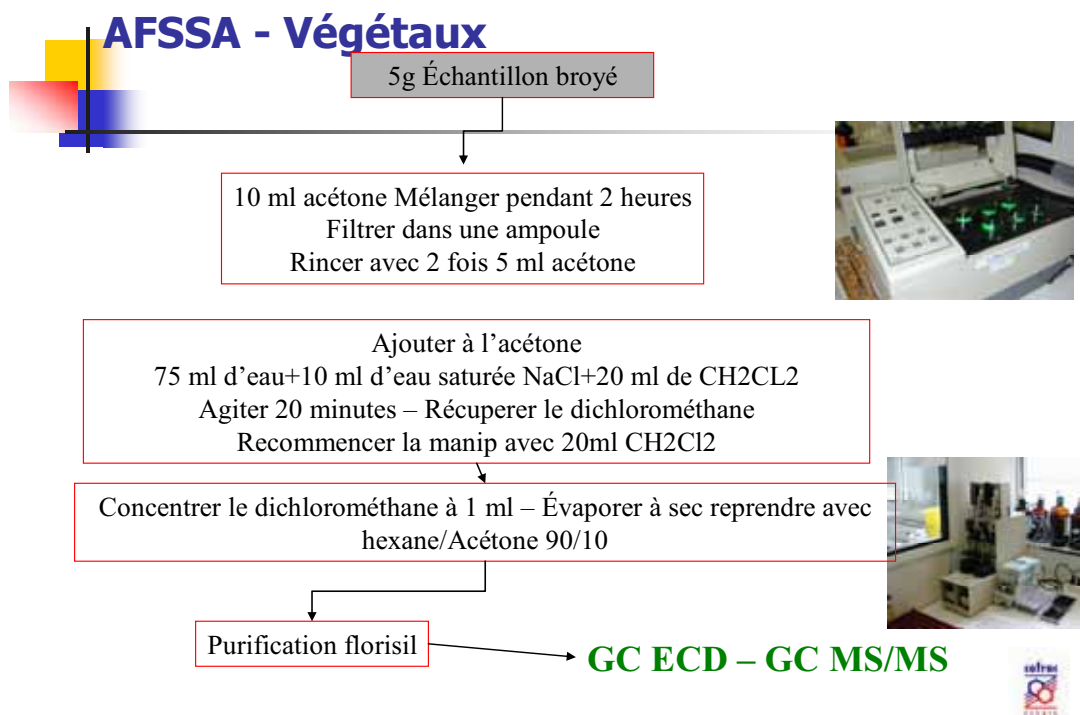 AFSSA - Végétaux
5g Échantillon broyé
10 ml acétone Mélanger pendant 2 heures
Filtrer dans une ampoule
Rincer avec 2 fois 5 ml acétone
Ajouter à l’acétone
75 ml d’eau+10 ml d’eau saturée NaCl+20 ml de CH2CL2
Agiter 20 minutes – Récuperer le dichlorométhane
Recommencer la manip avec 20ml CH2Cl2
Concentrer le dichlorométhane à 1 ml – Évaporer à sec reprendre avec
hexane/Acétone 90/10
Purification florisil
GC ECD – GC MS/MS